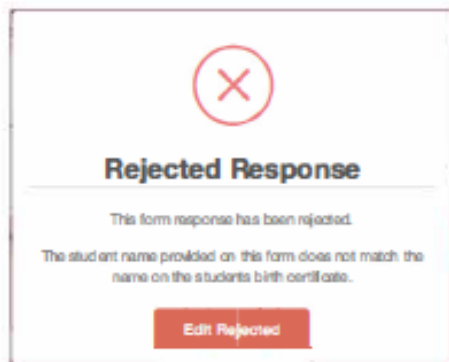 Rejected Response
This form response has been rejected.
The student name provided on this form does not match the
name on the students birth certificate.
Edit Rejected